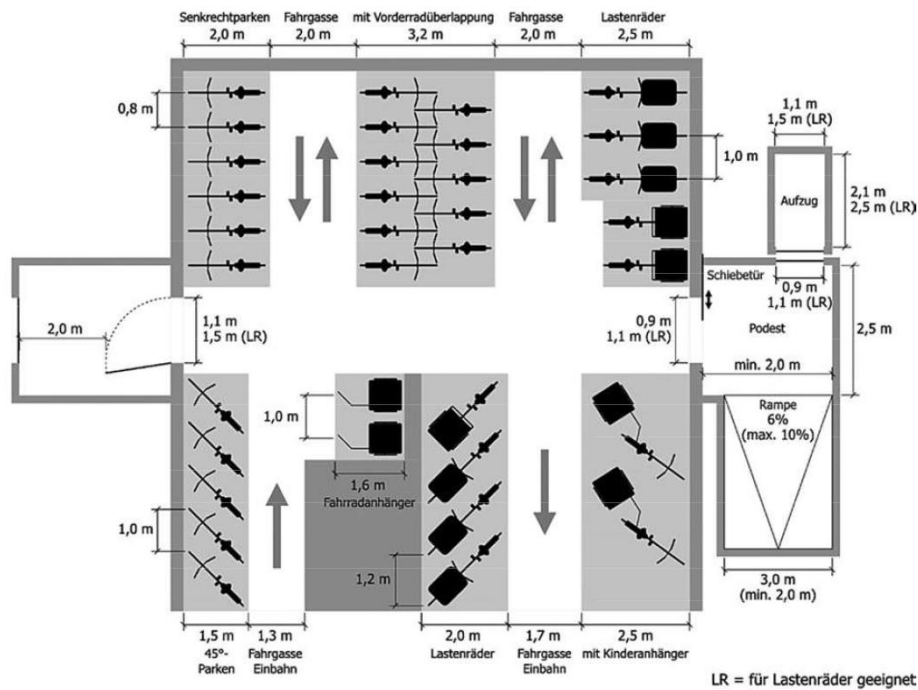 Senkrechtparken
2,0 m
Fahrgasse
2,0 m
mit Vorderradüberlappung
3,2 m
Fahrgasse
2,0 m
Lastenräder
2,5 m
0,8 m
1,0 m
1,1 m
1,5 m (LR)
Aufzug
2,1 m
2,5 m (LR)
Schiebetür
0,9 m
1,1 m (LR)
2,0 m
1,1 m
1,5 m (LR)
0,9 m
1,1 m (LR)
Podest
2,5 m
min. 2,0 m
1,0 m
Rampe
6%
(max. 10%)
1,6 m
Fahrradanhänger
1,0 m
1,2 m
3,0 m
(min. 2,0 m)
1,5 m
45°-
Parken
1,3 m
Fahrgasse
Einbahn
2,0 m
Lastenräder
1,7 m
Fahrgasse
Einbahn
2,5 m
mit Kinderanhänger
LR = für Lastenräder geeignet